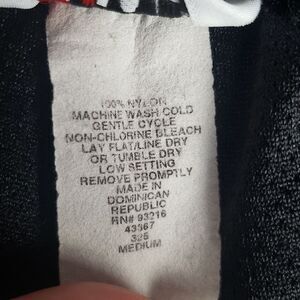 100% NYLON
MACHINE WASH COLD
GENTLE CYCLE
NON-CHLORINE BLEACH
LAY FLAT/LINE DRY
OR TUMBLE DRY
LOW SETTING
REMOVE PROMPTLY
MADE IN
DOMINICAN
REPUBLIC
RN# 93216
43367
325
MEDIUM